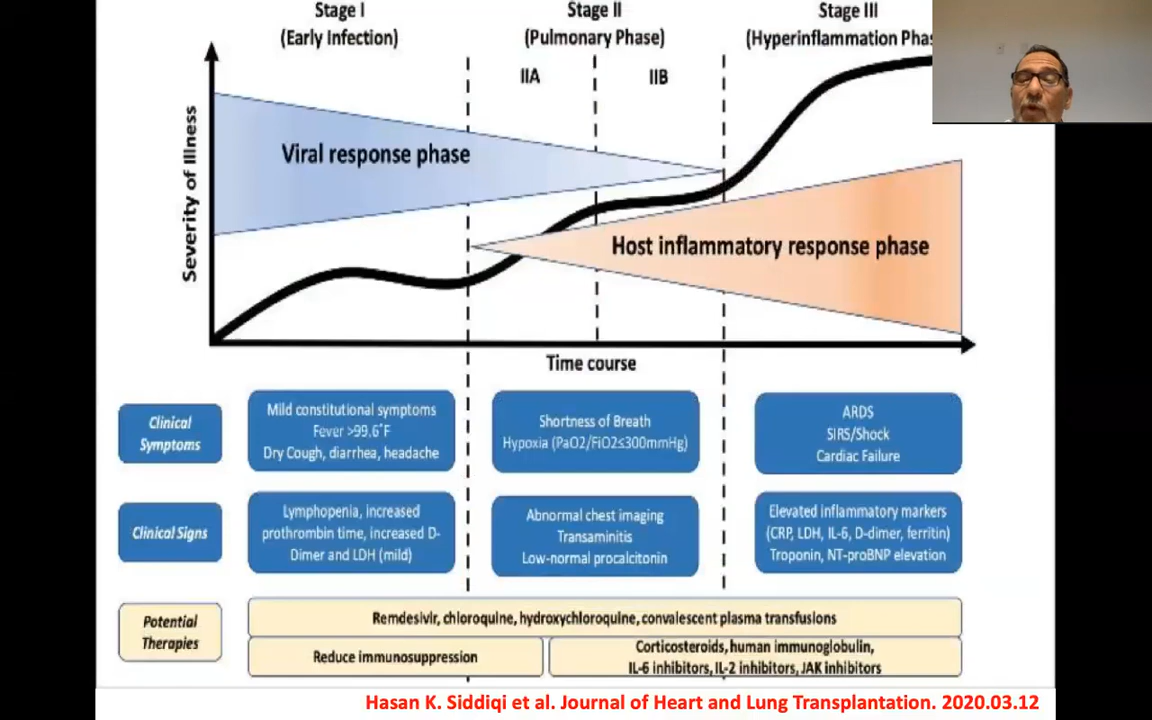 Stage I
(Early Infection)
Stage II
(Pulmonary Phase)
Stage III
(Hyperinflammation Phas
IIA
IIB
Severity of Illness
Viral response phase
Host inflammatory response phase
Time course
Clinical
Symptoms
Mild constitutional symptoms
Fever >99.6°F
Dry Cough, diarrhea, headache
Shortness of Breath
Hypoxia (PaO2/FiO2≤300mmHg)
ARDS
SIRS/Shock
Cardiac Failure
Clinical Signs
Lymphopenia, increased
prothrombin time, increased D-
Dimer and LDH (mild)
Abnormal chest imaging
Transaminitis
Low-normal procalcitonin
Elevated inflammatory markers
(CRP, LDH, IL-6, D-dimer, ferritin)
Troponin, NT-proBNP elevation
Potential
Therapies
Remdesivir, chloroquine, hydroxychloroquine, convalescent plasma transfusions
Reduce immunosuppression
Corticosteroids, human immunoglobulin,
IL-6 inhibitors, IL-2 inhibitors, JAK inhibitors
Hasan K. Siddiqi et al. Journal of Heart and Lung Transplantation. 2020.03.12